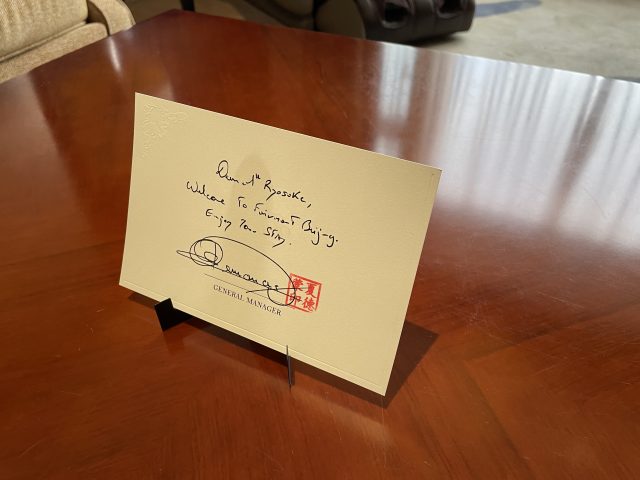 Dear Mr Ryosuke,
Welcome To Fairmont Beijing.
Enjoy Your Stay.
GENERAL MANAGER